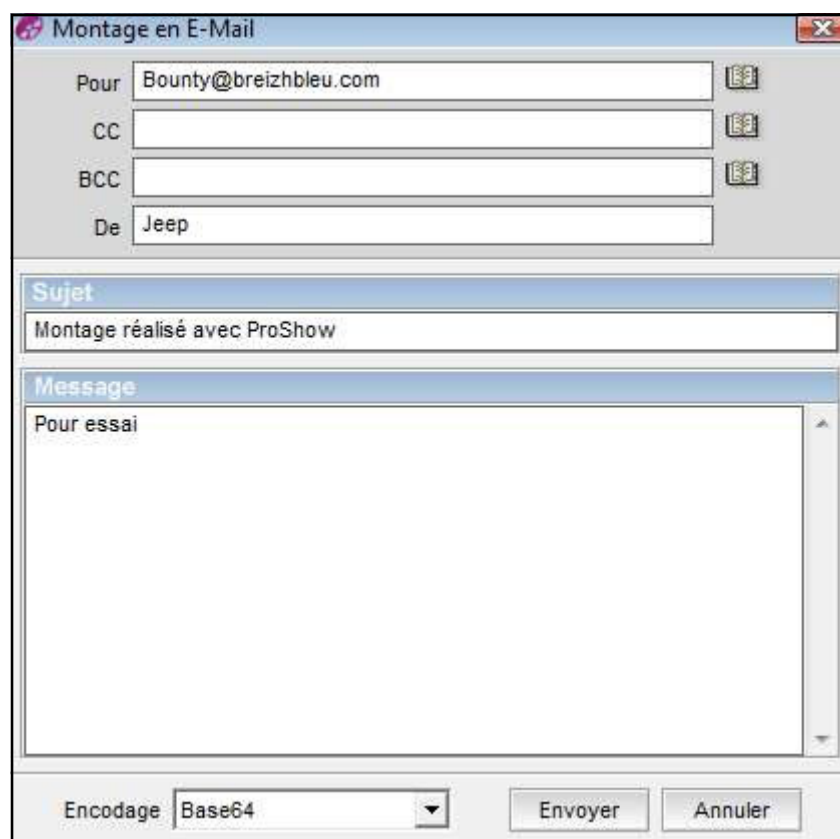 Montage en E-Mail
Pour Bounty@breizhbleu.com
CC
BCC
De Jeep
Sujet
Montage réalisé avec ProShow
Message
Pour essai
Encodage Base64 Envoyer Annuler